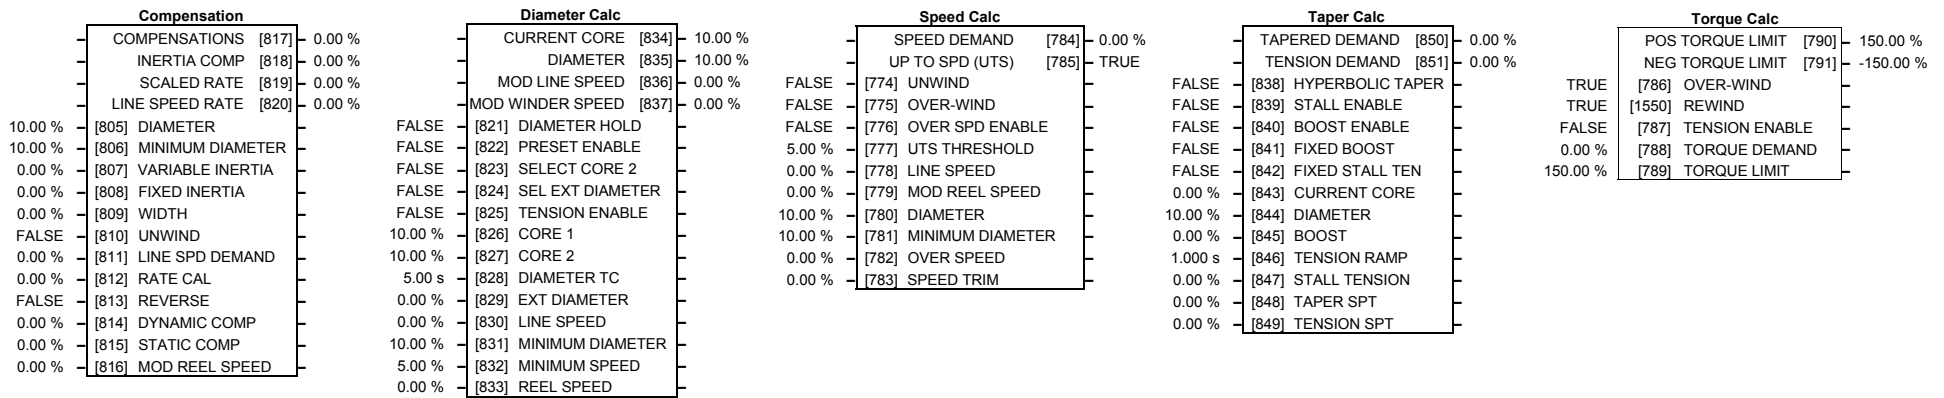 Compensation
COMPENSATIONS [817] 0.00 %
INERTIA COMP [818] 0.00 %
SCALED RATE [819] 0.00 %
LINE SPEED RATE [820] 0.00 %
10.00 % [805] DIAMETER
10.00 % [806] MINIMUM DIAMETER
0.00 % [807] VARIABLE INERTIA
0.00 % [808] FIXED INERTIA
0.00 % [809] WIDTH
FALSE [810] UNWIND
0.00 % [811] LINE SPD DEMAND
0.00 % [812] RATE CAL
FALSE [813] REVERSE
0.00 % [814] DYNAMIC COMP
0.00 % [815] STATIC COMP
0.00 % [816] MOD REEL SPEED
Diameter Calc
CURRENT CORE [834] 10.00 %
DIAMETER [835] 10.00 %
MOD LINE SPEED [836] 0.00 %
MOD WINDER SPEED [837] 0.00 %
FALSE [821] DIAMETER HOLD
FALSE [822] PRESET ENABLE
FALSE [823] SELECT CORE 2
FALSE [824] SEL EXT DIAMETER
FALSE [825] TENSION ENABLE
10.00 % [826] CORE 1
10.00 % [827] CORE 2
5.00 s [828] DIAMETER TC
0.00 % [829] EXT DIAMETER
0.00 % [830] LINE SPEED
10.00 % [831] MINIMUM DIAMETER
5.00 % [832] MINIMUM SPEED
0.00 % [833] REEL SPEED
Speed Calc
SPEED DEMAND [784] 0.00 %
UP TO SPD (UTS) [785] TRUE
FALSE [774] UNWIND
FALSE [775] OVER-WIND
FALSE [776] OVER SPD ENABLE
5.00 % [777] UTS THRESHOLD
0.00 % [778] LINE SPEED
0.00 % [779] MOD REEL SPEED
10.00 % [780] DIAMETER
10.00 % [781] MINIMUM DIAMETER
0.00 % [782] OVER SPEED
0.00 % [783] SPEED TRIM
Taper Calc
TAPERED DEMAND [850] 0.00 %
TENSION DEMAND [851] 0.00 %
FALSE [838] HYPERBOLIC TAPER
FALSE [839] STALL ENABLE
FALSE [840] BOOST ENABLE
FALSE [841] FIXED BOOST
FALSE [842] FIXED STALL TEN
0.00 % [843] CURRENT CORE
10.00 % [844] DIAMETER
0.00 % [845] BOOST
1.000 s [846] TENSION RAMP
0.00 % [847] STALL TENSION
0.00 % [848] TAPER SPT
0.00 % [849] TENSION SPT
Torque Calc
POS TORQUE LIMIT [790] 150.00 %
NEG TORQUE LIMIT [791] -150.00 %
TRUE [786] OVER-WIND
TRUE [1550] REWIND
FALSE [787] TENSION ENABLE
0.00 % [788] TORQUE DEMAND
150.00 % [789] TORQUE LIMIT